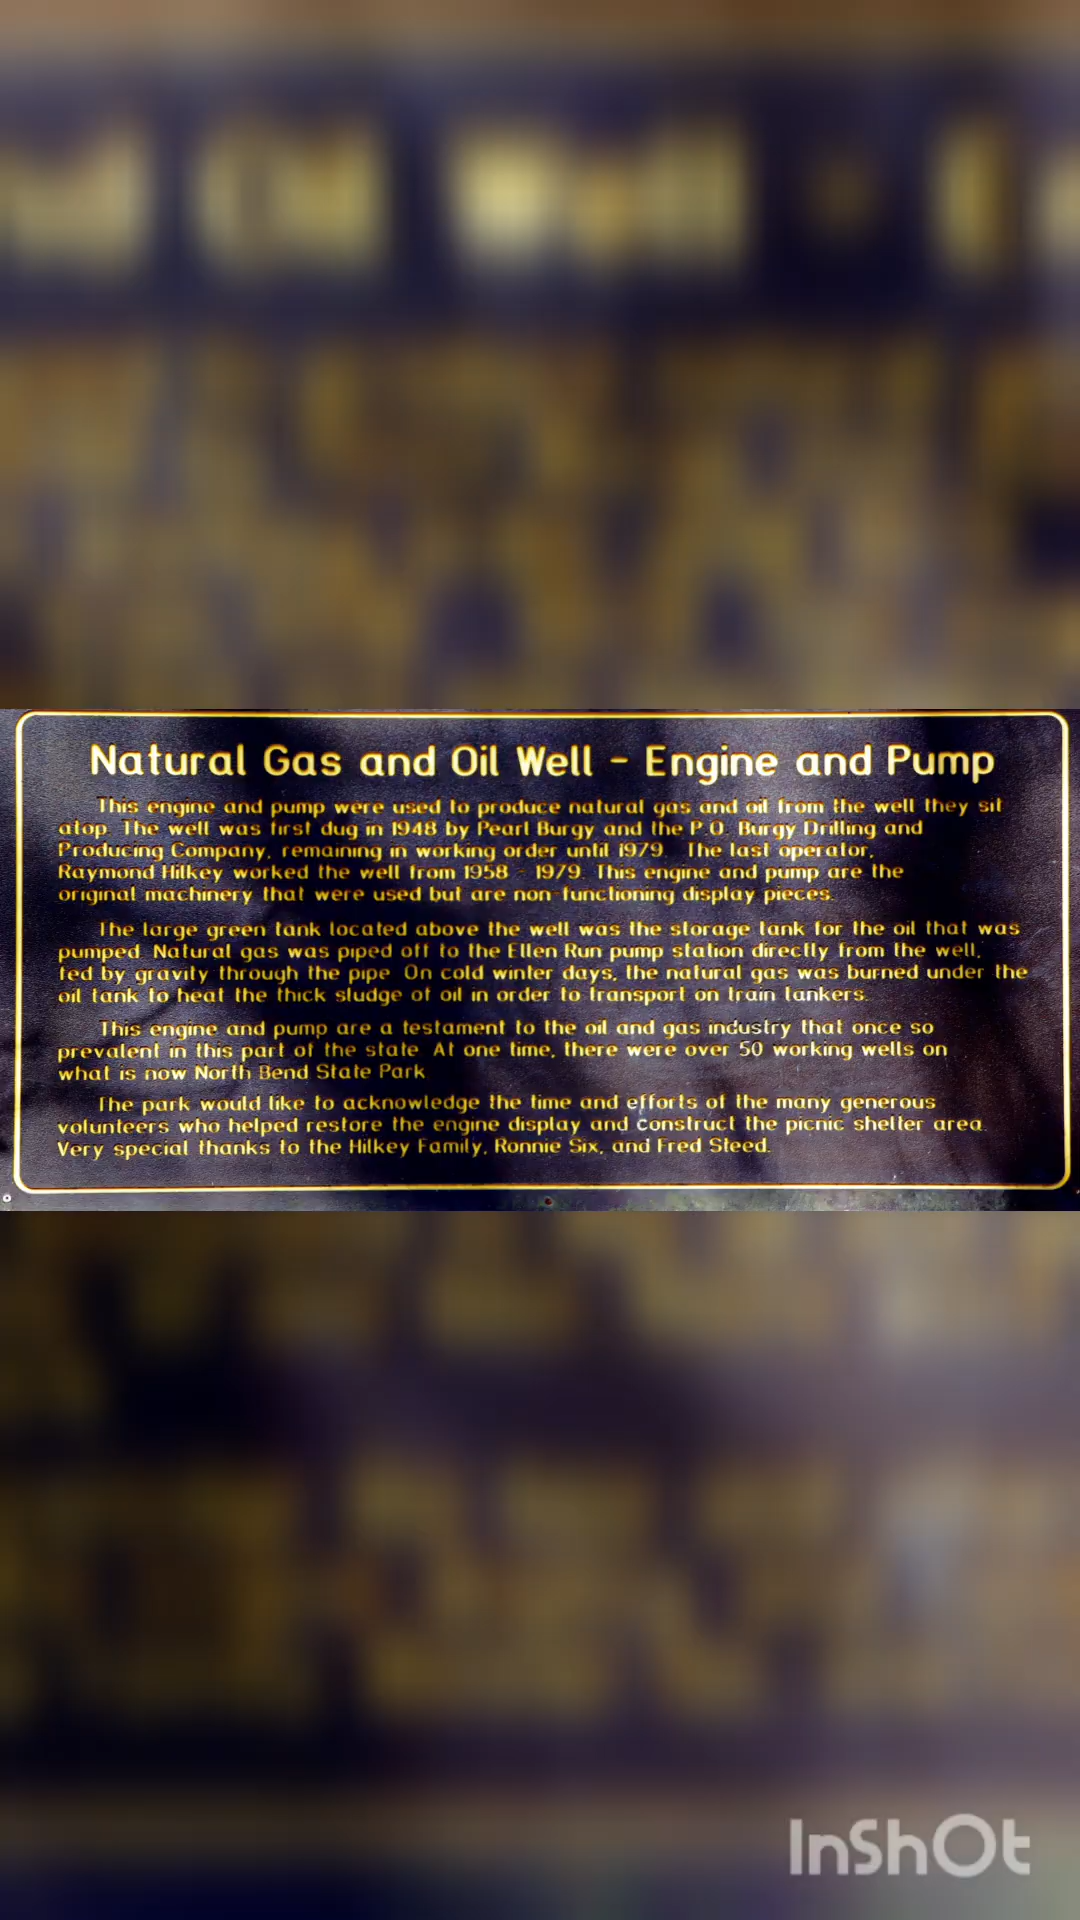 Natural Gas and Oil Well - Engine and Pump
This engine and pump were used to produce natural gas and oil from the well they sit
atop. The well was first dug in 1948 by Pearl Burgy and the P.O. Burgy Drilling and
Producing Company, remaining in working order until 1979. The last operator,
Raymond Hilkey worked the well from 1958 - 1979. This engine and pump are the
original machinery that were used but are non-functioning display pieces.
The large green tank located above the well was the storage tank for the oil that was
pumped. Natural gas was piped off to the Ellen Run pump station directly from the well,
fed by gravity through the pipe. On cold winter days, the natural gas was burned under the
oil tank to heat the thick sludge of oil in order to transport on train tankers.
This engine and pump are a testament to the oil and gas industry that once so
prevalent in this part of the state. At one time, there were over 50 working wells on
what is now North Bend State Park.
The park would like to acknowledge the time and efforts of the many generous
volunteers who helped restore the engine display and construct the picnic shelter area.
Very special thanks to the Hilkey Family, Ronnie Six, and Fred Steed.
InShOt